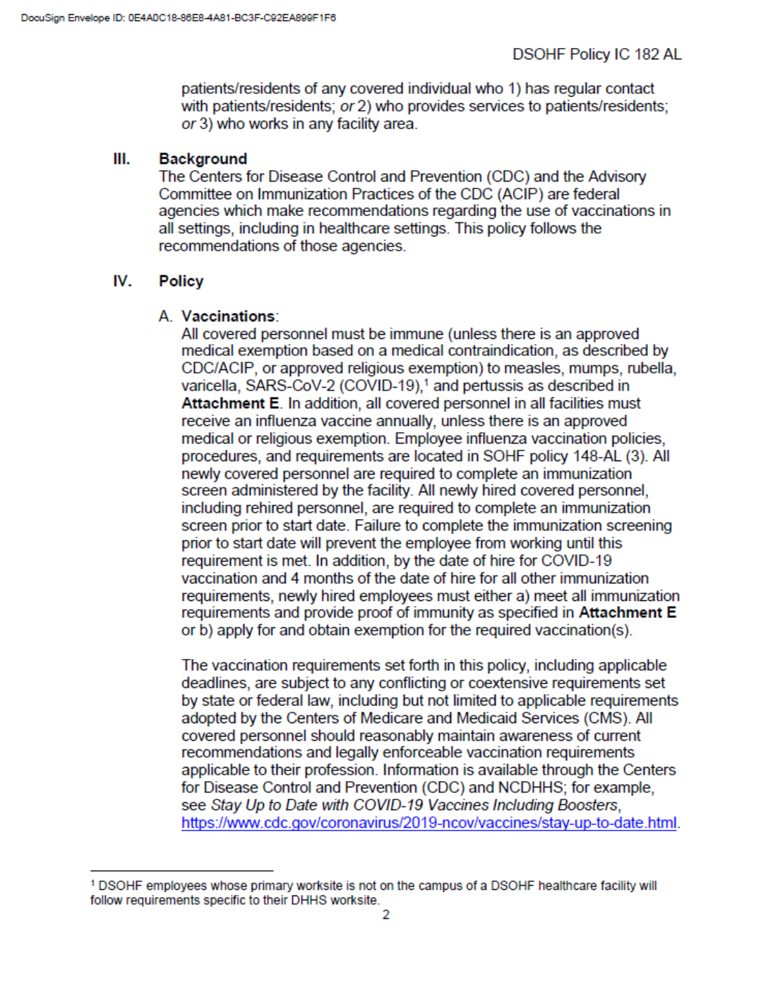 DocuSign Envelope ID: 0E4A0C18-86E8-4A81-BC3F-C92EA899F1F6
DSOHF Policy IC 182 AL
patients/residents of any covered individual who 1) has regular contact
with patients/residents; or 2) who provides services to patients/residents;
or 3) who works in any facility area.
III. Background
The Centers for Disease Control and Prevention (CDC) and the Advisory
Committee on Immunization Practices of the CDC (ACIP) are federal
agencies which make recommendations regarding the use of vaccinations in
all settings, including in healthcare settings. This policy follows the
recommendations of those agencies.
IV. Policy
A. Vaccinations:
All covered personnel must be immune (unless there is an approved
medical exemption based on a medical contraindication, as described by
CDC/ACIP, or approved religious exemption) to measles, mumps, rubella,
varicella, SARS-CoV-2 (COVID-19),¹ and pertussis as described in
Attachment E. In addition, all covered personnel in all facilities must
receive an influenza vaccine annually, unless there is an approved
medical or religious exemption. Employee influenza vaccination policies,
procedures, and requirements are located in SOHF policy 148-AL (3). All
newly covered personnel are required to complete an immunization
screen administered by the facility. All newly hired covered personnel,
including rehired personnel, are required to complete an immunization
screen prior to start date. Failure to complete the immunization screening
prior to start date will prevent the employee from working until this
requirement is met. In addition, by the date of hire for COVID-19
vaccination and 4 months of the date of hire for all other immunization
requirements, newly hired employees must either a) meet all immunization
requirements and provide proof of immunity as specified in Attachment E
or b) apply for and obtain exemption for the required vaccination(s).
The vaccination requirements set forth in this policy, including applicable
deadlines, are subject to any conflicting or coextensive requirements set
by state or federal law, including but not limited to applicable requirements
adopted by the Centers of Medicare and Medicaid Services (CMS). All
covered personnel should reasonably maintain awareness of current
recommendations and legally enforceable vaccination requirements
applicable to their profession. Information is available through the Centers
for Disease Control and Prevention (CDC) and NCDHHS; for example,
see Stay Up to Date with COVID-19 Vaccines Including Boosters,
https://www.cdc.gov/coronavirus/2019-ncov/vaccines/stay-up-to-date.html.
¹ DSOHF employees whose primary worksite is not on the campus of a DSOHF healthcare facility will
follow requirements specific to their DHHS worksite.
2